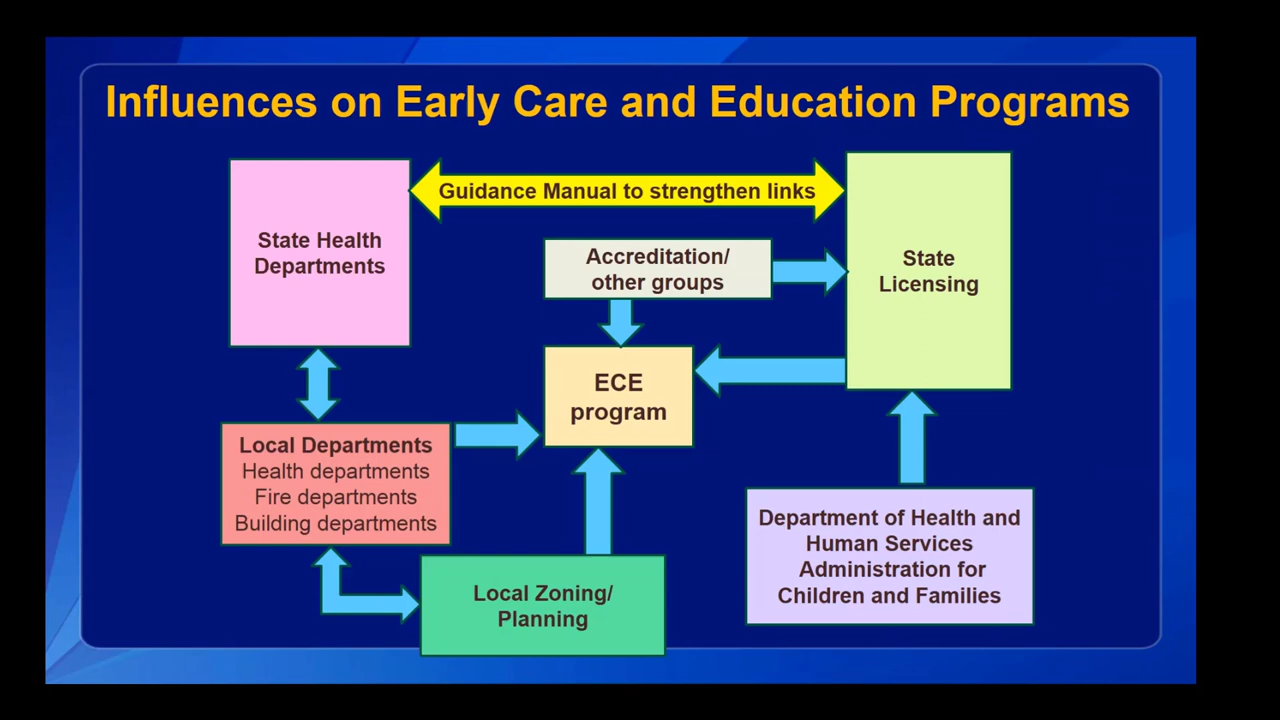 Influences on Early Care and Education Programs
Guidance Manual to strengthen links
State Health
Departments
Accreditation/
other groups
State
Licensing
ECE
program
Local Departments
Health departments
Fire departments
Building departments
Department of Health and
Human Services
Administration for
Children and Families
Local Zoning/
Planning